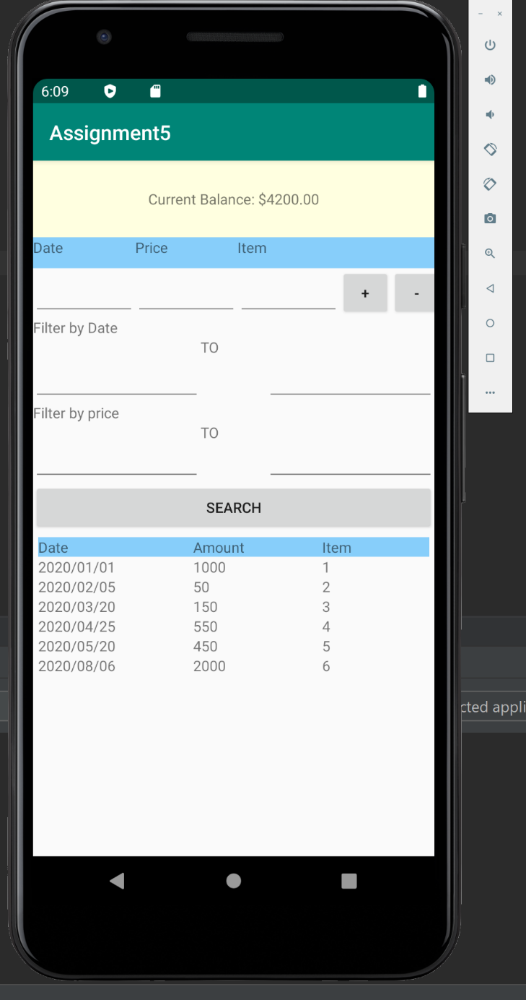 6:09
Assignment5
Current Balance: $4200.00
Date Price Item
+ -
Filter by Date
TO
Filter by price
TO
SEARCH
Date Amount Item
2020/01/01 1000 1
2020/02/05 50 2
2020/03/20 150 3
2020/04/25 550 4
2020/05/20 450 5
2020/08/06 2000 6
cted appli